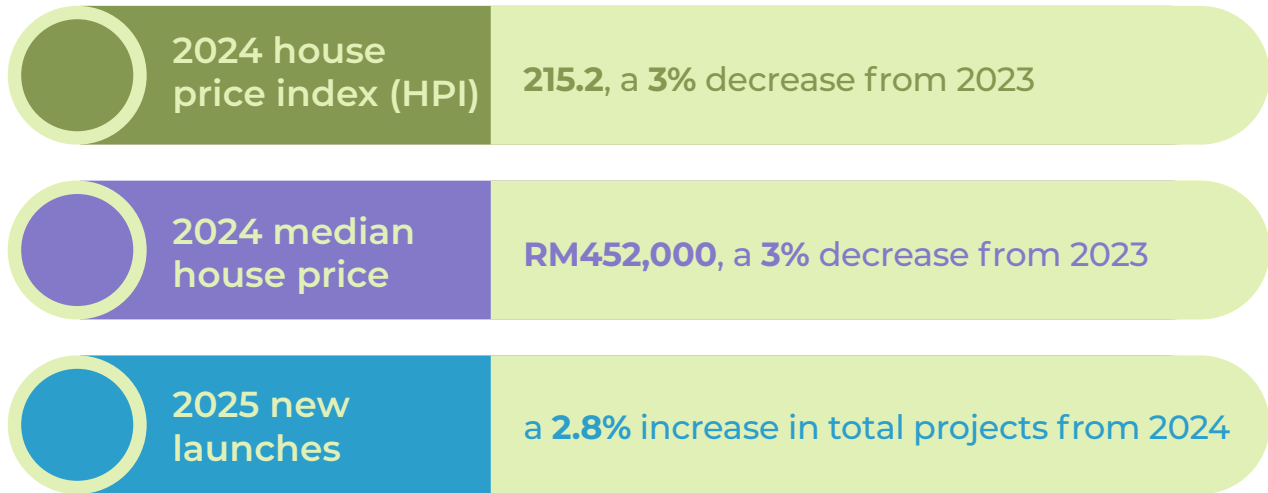 2024 house
price index (HPI)
215.2, a 3% decrease from 2023
2024 median
house price
RM452,000, a 3% decrease from 2023
2025 new
launches
a 2.8% increase in total projects from 2024